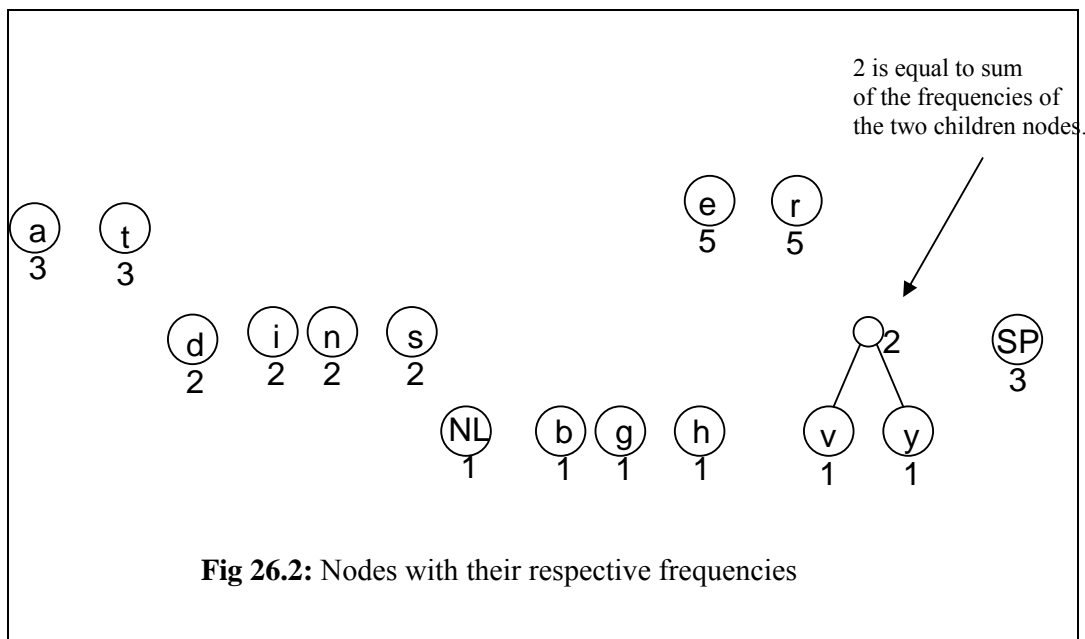 2 is equal to sum
of the frequencies of
the two children nodes.
e r
5 5
a t
3 3
2
d i n s SP
2 2 2 2 3
NL b g h v y
1 1 1 1 1 1
Fig 26.2: Nodes with their respective frequencies